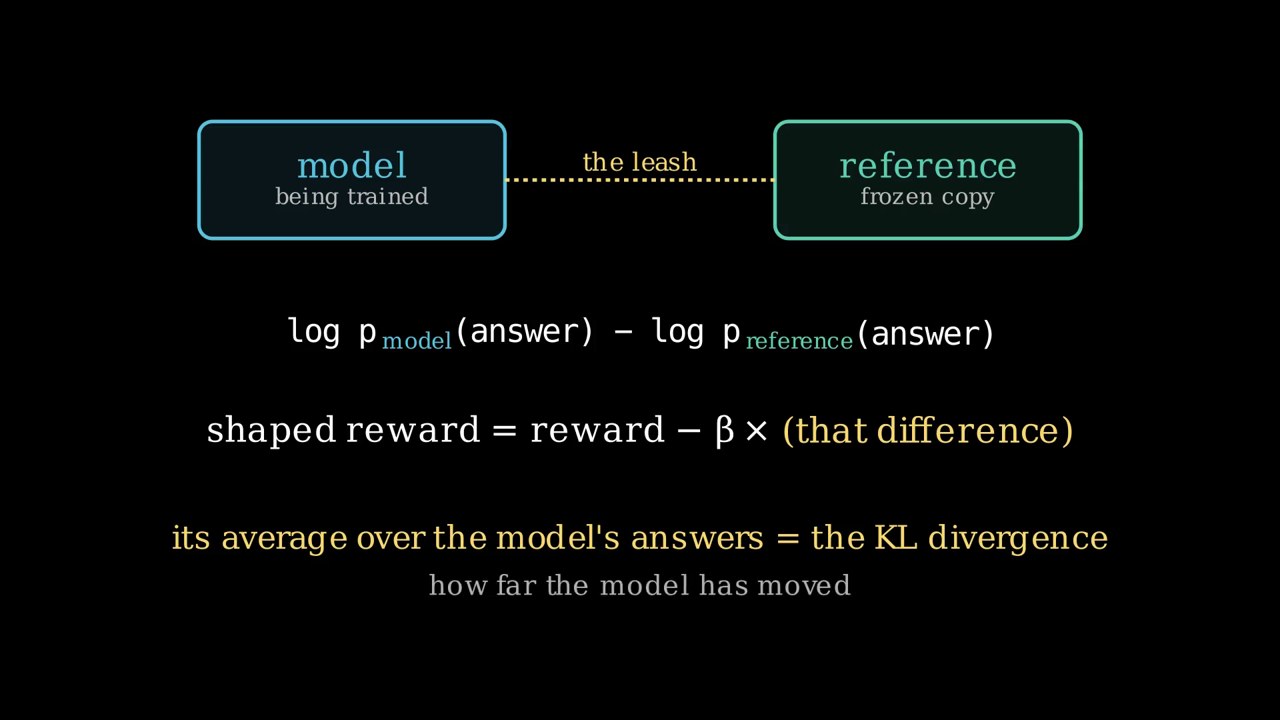 model
being trained
the leash
reference
frozen copy
log p model(answer) − log p reference(answer)
shaped reward = reward − β × (that difference)
its average over the model's answers = the KL divergence
how far the model has moved